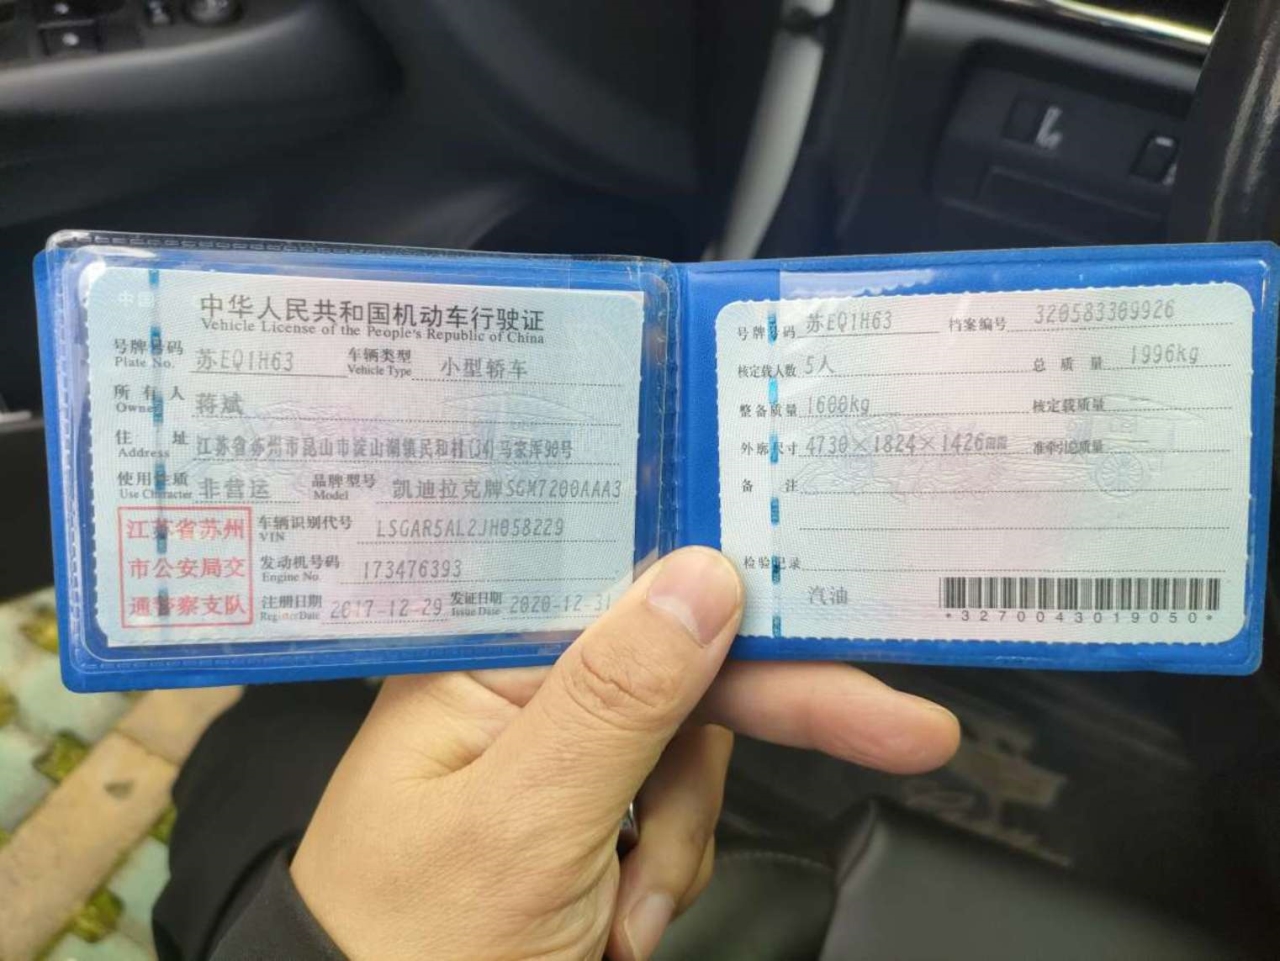 中国
中华人民共和国机动车行驶证
Vehicle License of the People's Republic of China
号牌号码 苏EQ1H63 车辆类型 小型轿车
Plate No. Vehicle Type
所有人 蒋斌
Owner
住址 江苏省苏州市昆山市淀山湖镇民和村(34)马家厍90号
Address
使用性质 非营运 品牌型号 凯迪拉克牌SGM7200AAA3
Use Character Model
江苏省苏州
市公安局交
通警察支队
车辆识别代号 LSGAR5AL2JH058229
VIN
发动机号码 173476393
Engine No.
注册日期 2017-12-29 发证日期 2020-12-31
Register Date Issue Date
号牌号码 苏EQ1H63 档案编号 320583309926
核定载人数 5人 总质量 1996kg
整备质量 1600kg 核定载质量
外廓尺寸 4730×1824×1426mm 准牵引总质量
备注
检验记录
汽油
*3270043019050*